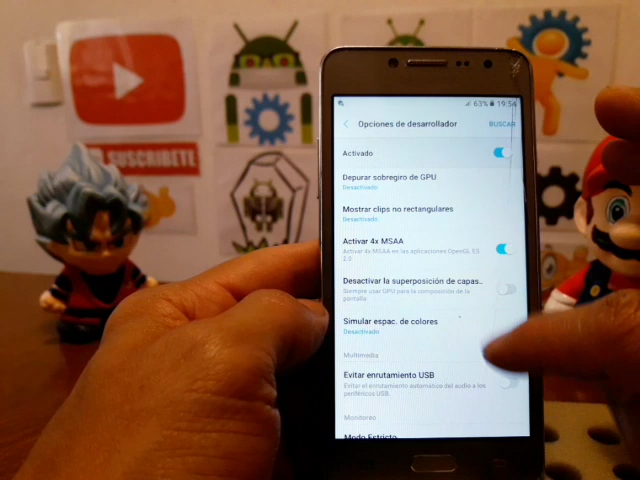 SUSCRIBETE
63% 19:54
Opciones de desarrollador
BUSCAR
Activado
Depurar sobregiro de GPU
Desactivado
Mostrar clips no rectangulares
Desactivado
Activar 4x MSAA
Activar 4x MSAA en las aplicaciones OpenGL ES
2.0
Desactivar la superposición de capas..
Siempre usar GPU para la composición de la
pantalla
Simular espac. de colores
Desactivado
Multimedia
Evitar enrutamiento USB
Evitar el enrutamiento automático del audio a los
periféricos USB.
Monitoreo
Modo Estricto